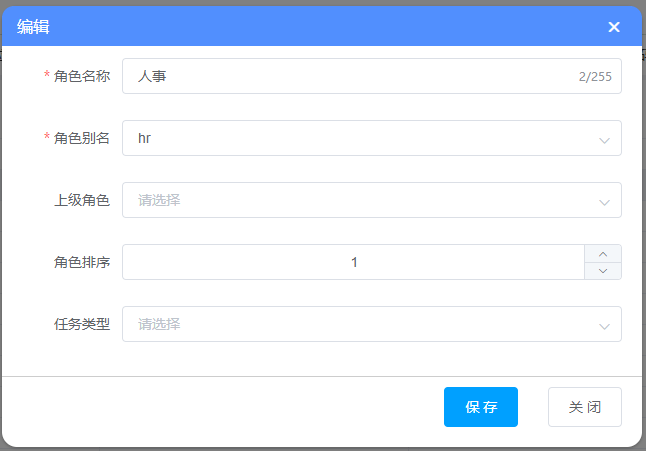 编辑
* 角色名称 人事 2/255
* 角色别名 hr
上级角色 请选择
角色排序 1
任务类型 请选择
保存 关闭